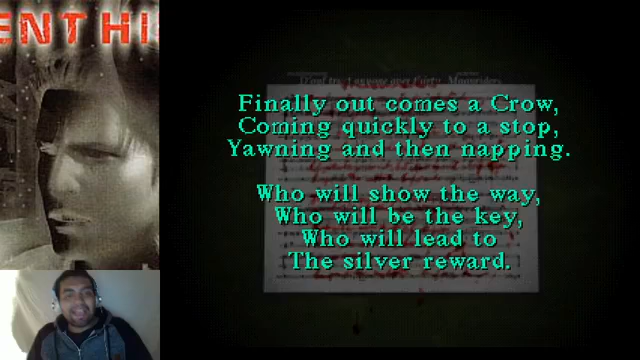 ENT HI
Finally out comes a Crow,
Coming quickly to a stop,
Yawning and then napping.
Who will show the way,
Who will be the key,
Who will lead to
The silver reward.